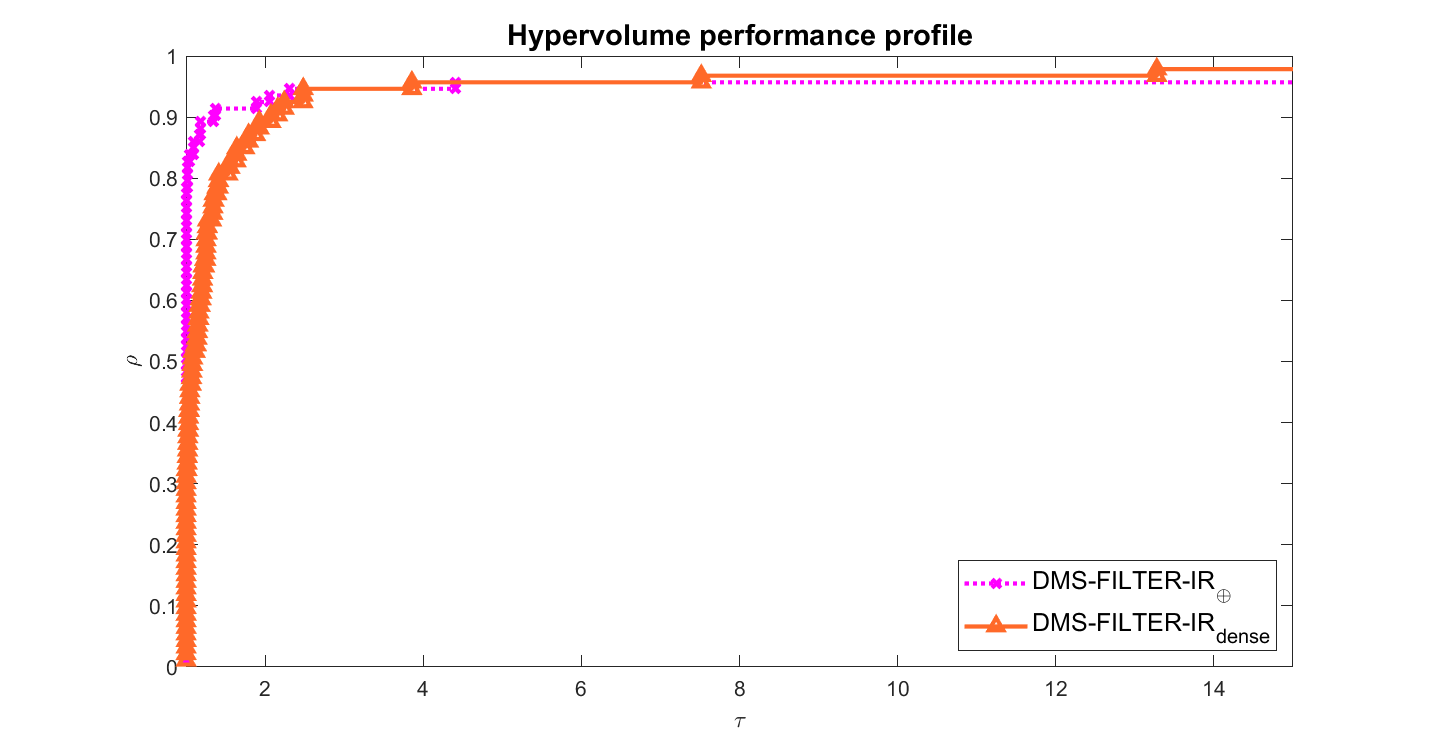 Hypervolume performance profile
1
0.9
0.8
0.7
0.6
0.5
0.4
0.3
0.2
0.1
0
ρ
2 4 6 8 10 12 14
τ
DMS-FILTER-IR⊕
DMS-FILTER-IRdense